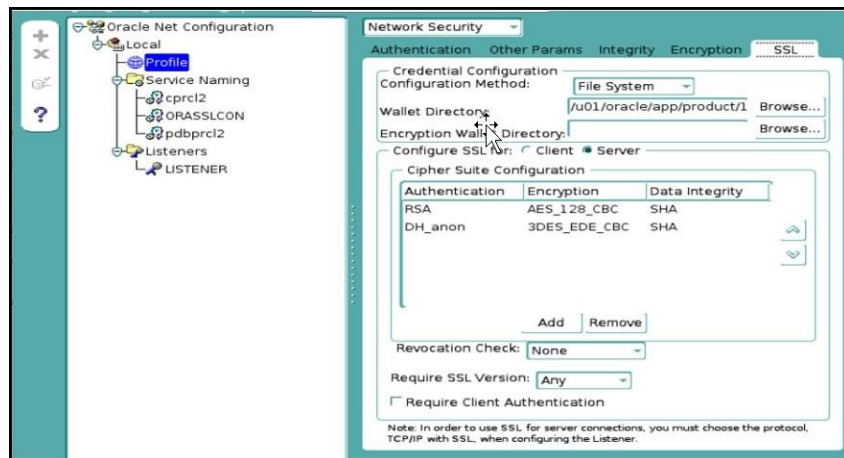 Oracle Net Configuration
Local
Profile
Service Naming
cprcl2
ORASSLCON
pdbprcl2
Listeners
LISTENER
?
Network Security
Authentication Other Params Integrity Encryption SSL
Credential Configuration
Configuration Method: File System
Wallet Directory: /u01/oracle/app/product/1 Browse...
Encryption Wallet Directory: Browse...
Configure SSL for: Client Server
Cipher Suite Configuration
Authentication Encryption Data Integrity
RSA AES_128_CBC SHA
DH_anon 3DES_EDE_CBC SHA
Add Remove
Revocation Check: None
Require SSL Version: Any
Require Client Authentication
Note: In order to use SSL for server connections, you must choose the protocol,
TCP/IP with SSL, when configuring the Listener.